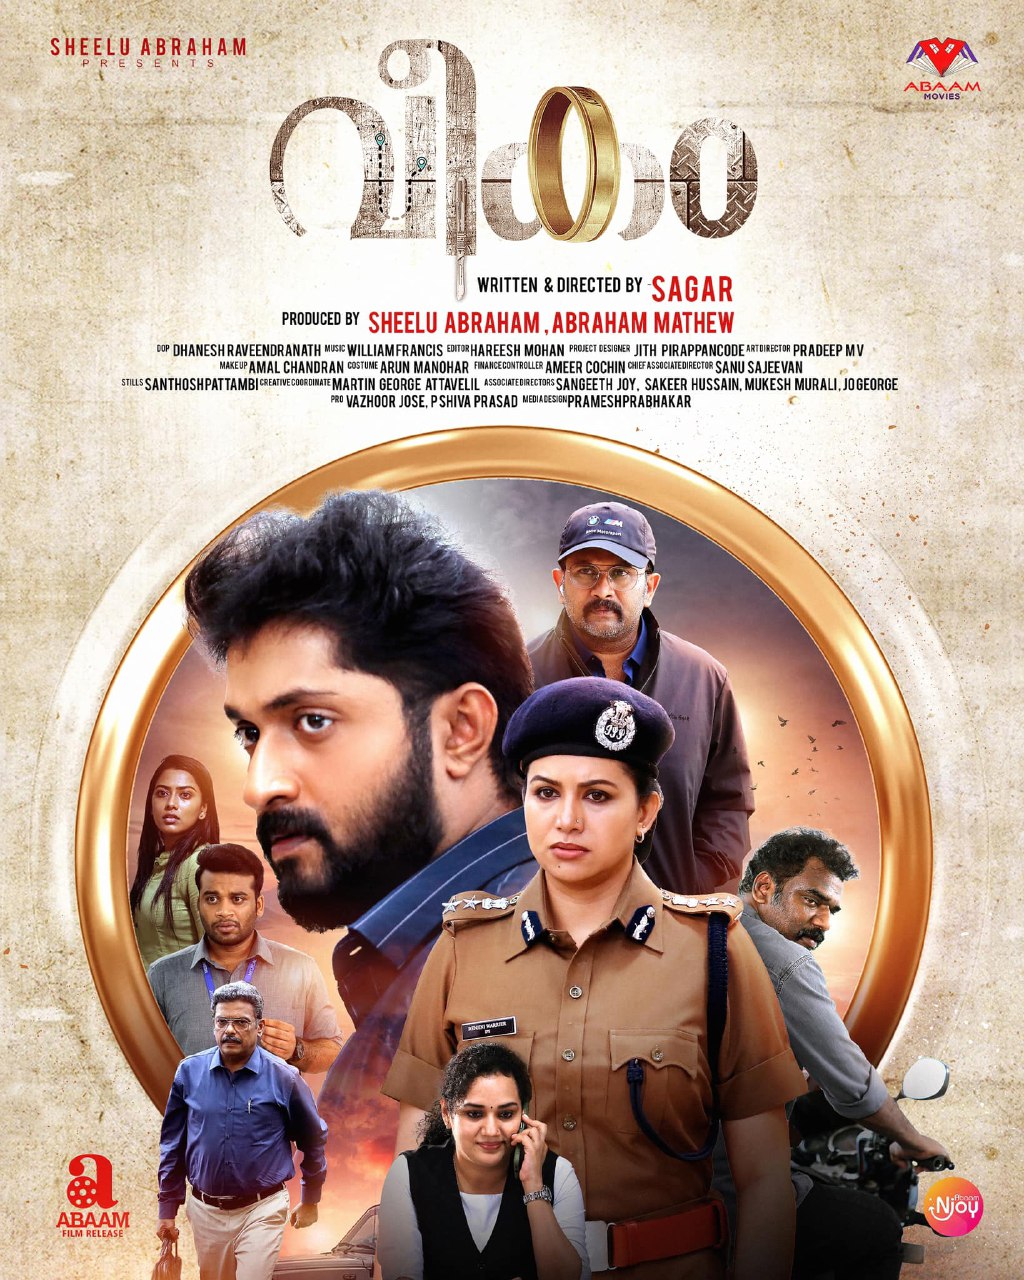 SHEELU ABRAHAM
PRESENTS
ABAAM
MOVIES
വീകം
WRITTEN & DIRECTED BY SAGAR
PRODUCED BY SHEELU ABRAHAM, ABRAHAM MATHEW
DOP DHANESH RAVEENDRANATH MUSIC WILLIAM FRANCIS EDITOR HAREESH MOHAN PROJECT DESIGNER JITH PIRAPPANCODE ART DIRECTOR PRADEEP M V
MAKEUP AMAL CHANDRAN COSTUME ARUN MANOHAR FINANCE CONTROLLER AMEER COCHIN CHIEF ASSOCIATE DIRECTOR SANU SAJEEVAN
STILLS SANTHOSH PATTAMBI CREATIVE COORDINATE MARTIN GEORGE ATTAVELIL ASSOCIATE DIRECTORS SANGEETH JOY, SAKEER HUSSAIN, MUKESH MURALI, JO GEORGE
PRO VAZHOOR JOSE, P SHIVA PRASAD MEDIA DESIGN PRAMESH PRABHAKAR
BMW M
a
ABAAM
FILM RELEASE
Abaam
Njoy